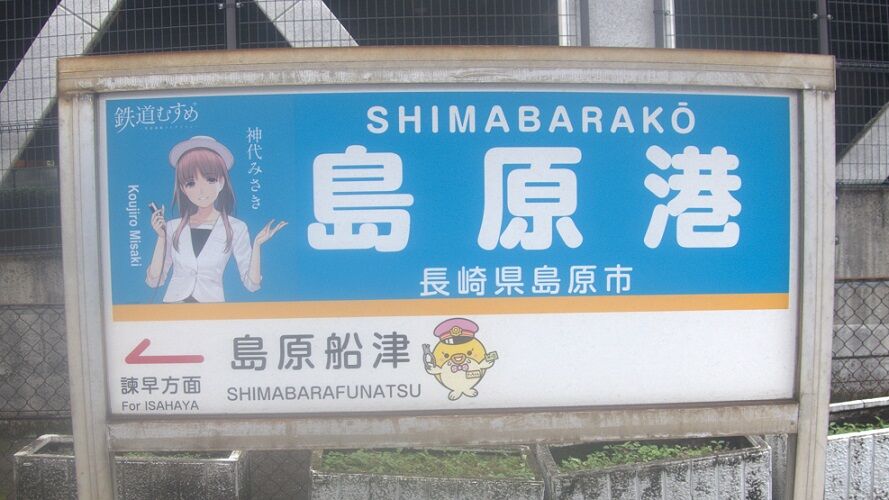 鉄道むすめ
神代みさき
Koujiro Misaki
SHIMABARAKŌ
島原港
長崎県島原市
島原船津
諫早方面
For ISAHAYA
SHIMABARAFUNATSU